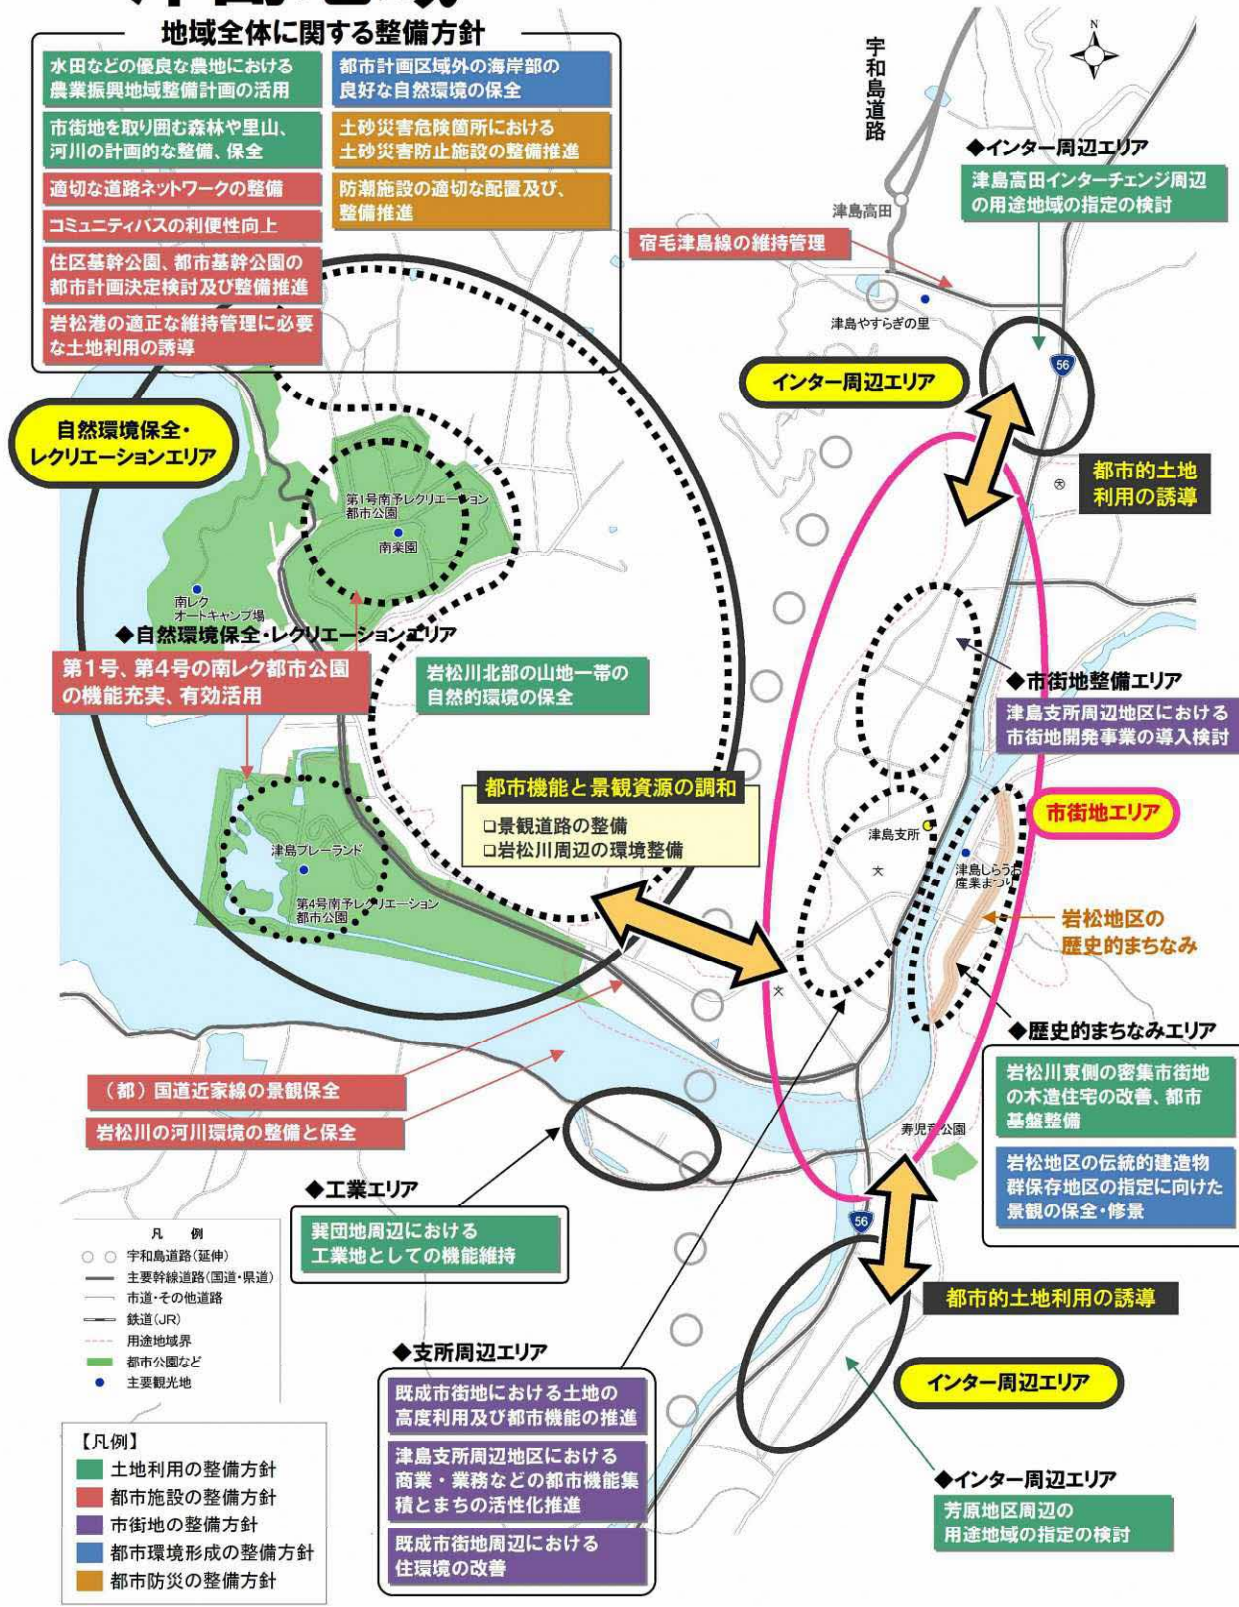 地域全体に関する整備方針
水田などの優良な農地における
農業振興地域整備計画の活用
市街地を取り囲む森林や里山、
河川の計画的な整備、保全
適切な道路ネットワークの整備
コミュニティバスの利便性向上
住区基幹公園、都市基幹公園の
都市計画決定検討及び整備推進
岩松港の適正な維持管理に必要
な土地利用の誘導
都市計画区域外の海岸部の
良好な自然環境の保全
土砂災害危険箇所における
土砂災害防止施設の整備推進
防潮施設の適切な配置及び、
整備推進
宇和島道路
N
◆インター周辺エリア
津島高田インターチェンジ周辺
の用途地域の指定の検討
津島高田
宿毛津島線の維持管理
津島やすらぎの里
インター周辺エリア
56
自然環境保全・
レクリエーションエリア
都市的土地
利用の誘導
第1号南予レクリエーション
都市公園
南楽園
南レク
オートキャンプ場
◆自然環境保全・レクリエーションエリア
第1号、第4号の南レク都市公園
の機能充実、有効活用
岩松川北部の山地一帯の
自然的環境の保全
◆市街地整備エリア
津島支所周辺地区における
市街地開発事業の導入検討
都市機能と景観資源の調和
□景観道路の整備
□岩松川周辺の環境整備
市街地エリア
津島支所
文
津島しらうお
産業まつり
津島プレーランド
第4号南予レクリエーション
都市公園
岩松地区の
歴史的まちなみ
文
◆歴史的まちなみエリア
岩松川東側の密集市街地
の木造住宅の改善、都市
基盤整備
岩松地区の伝統的建造物
群保存地区の指定に向けた
景観の保全・修景
（都）国道近家線の景観保全
岩松川の河川環境の整備と保全
寿児童公園
◆工業エリア
巽団地周辺における
工業地としての機能維持
56
凡 例
宇和島道路(延伸)
主要幹線道路(国道・県道)
市道・その他道路
鉄道(JR)
用途地域界
都市公園など
主要観光地
都市的土地利用の誘導
インター周辺エリア
◆支所周辺エリア
既成市街地における土地の
高度利用及び都市機能の推進
津島支所周辺地区における
商業・業務などの都市機能集
積とまちの活性化推進
既成市街地周辺における
住環境の改善
◆インター周辺エリア
芳原地区周辺の
用途地域の指定の検討
【凡例】
土地利用の整備方針
都市施設の整備方針
市街地の整備方針
都市環境形成の整備方針
都市防災の整備方針